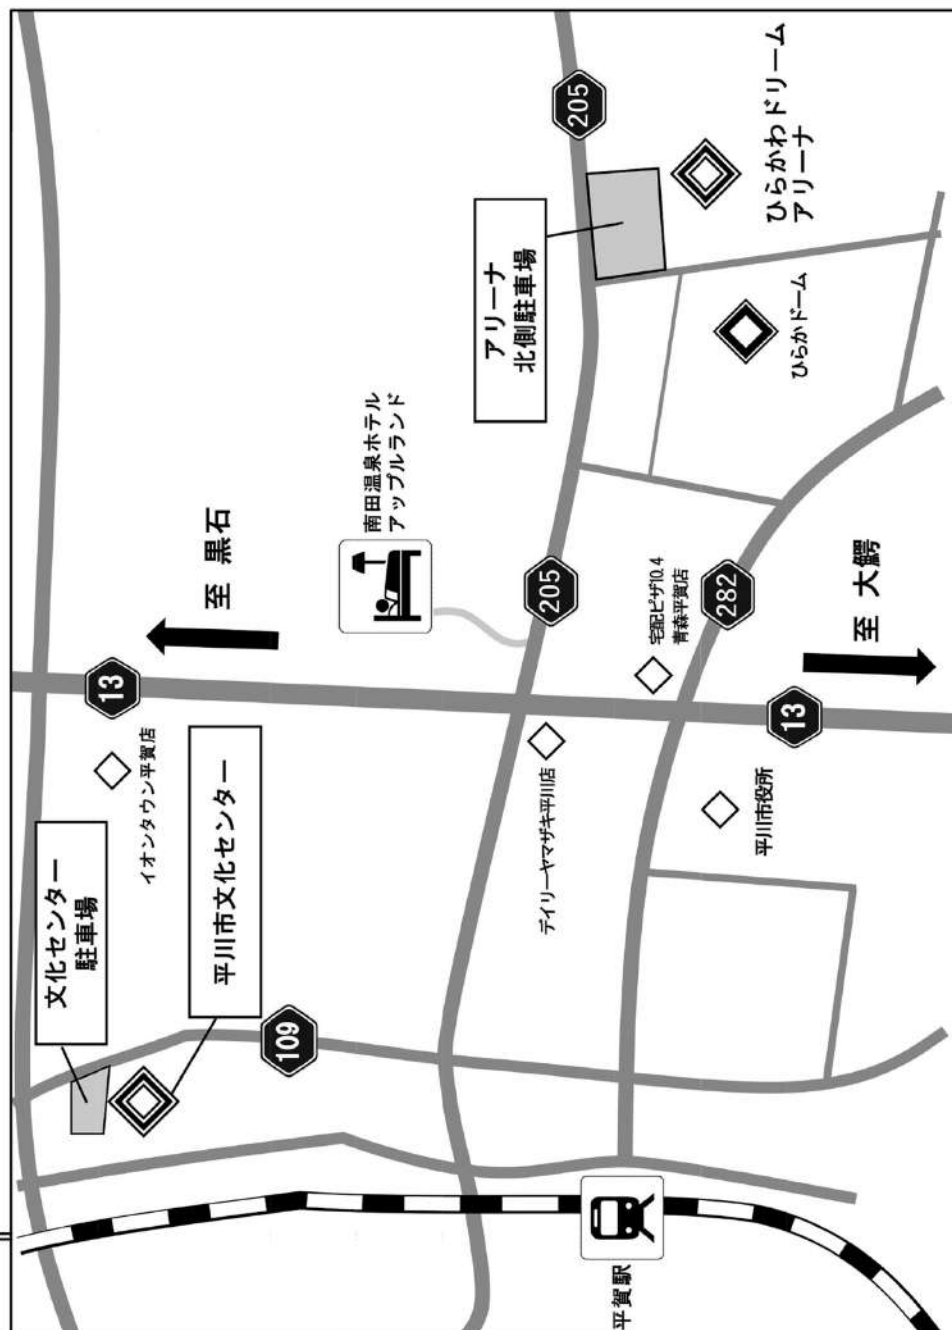 文化センター
駐車場
イオンタウン平賀店
平川市文化センター
109
13
至 黒石
南田温泉ホテル
アップルランド
アリーナ
北側駐車場
205
ひらかわドリーム
アリーナ
ひらかドーム
205
デイリーヤマザキ平川店
宅配ピザ10.4
青森平賀店
282
13
平川市役所
至 大鰐
平賀駅